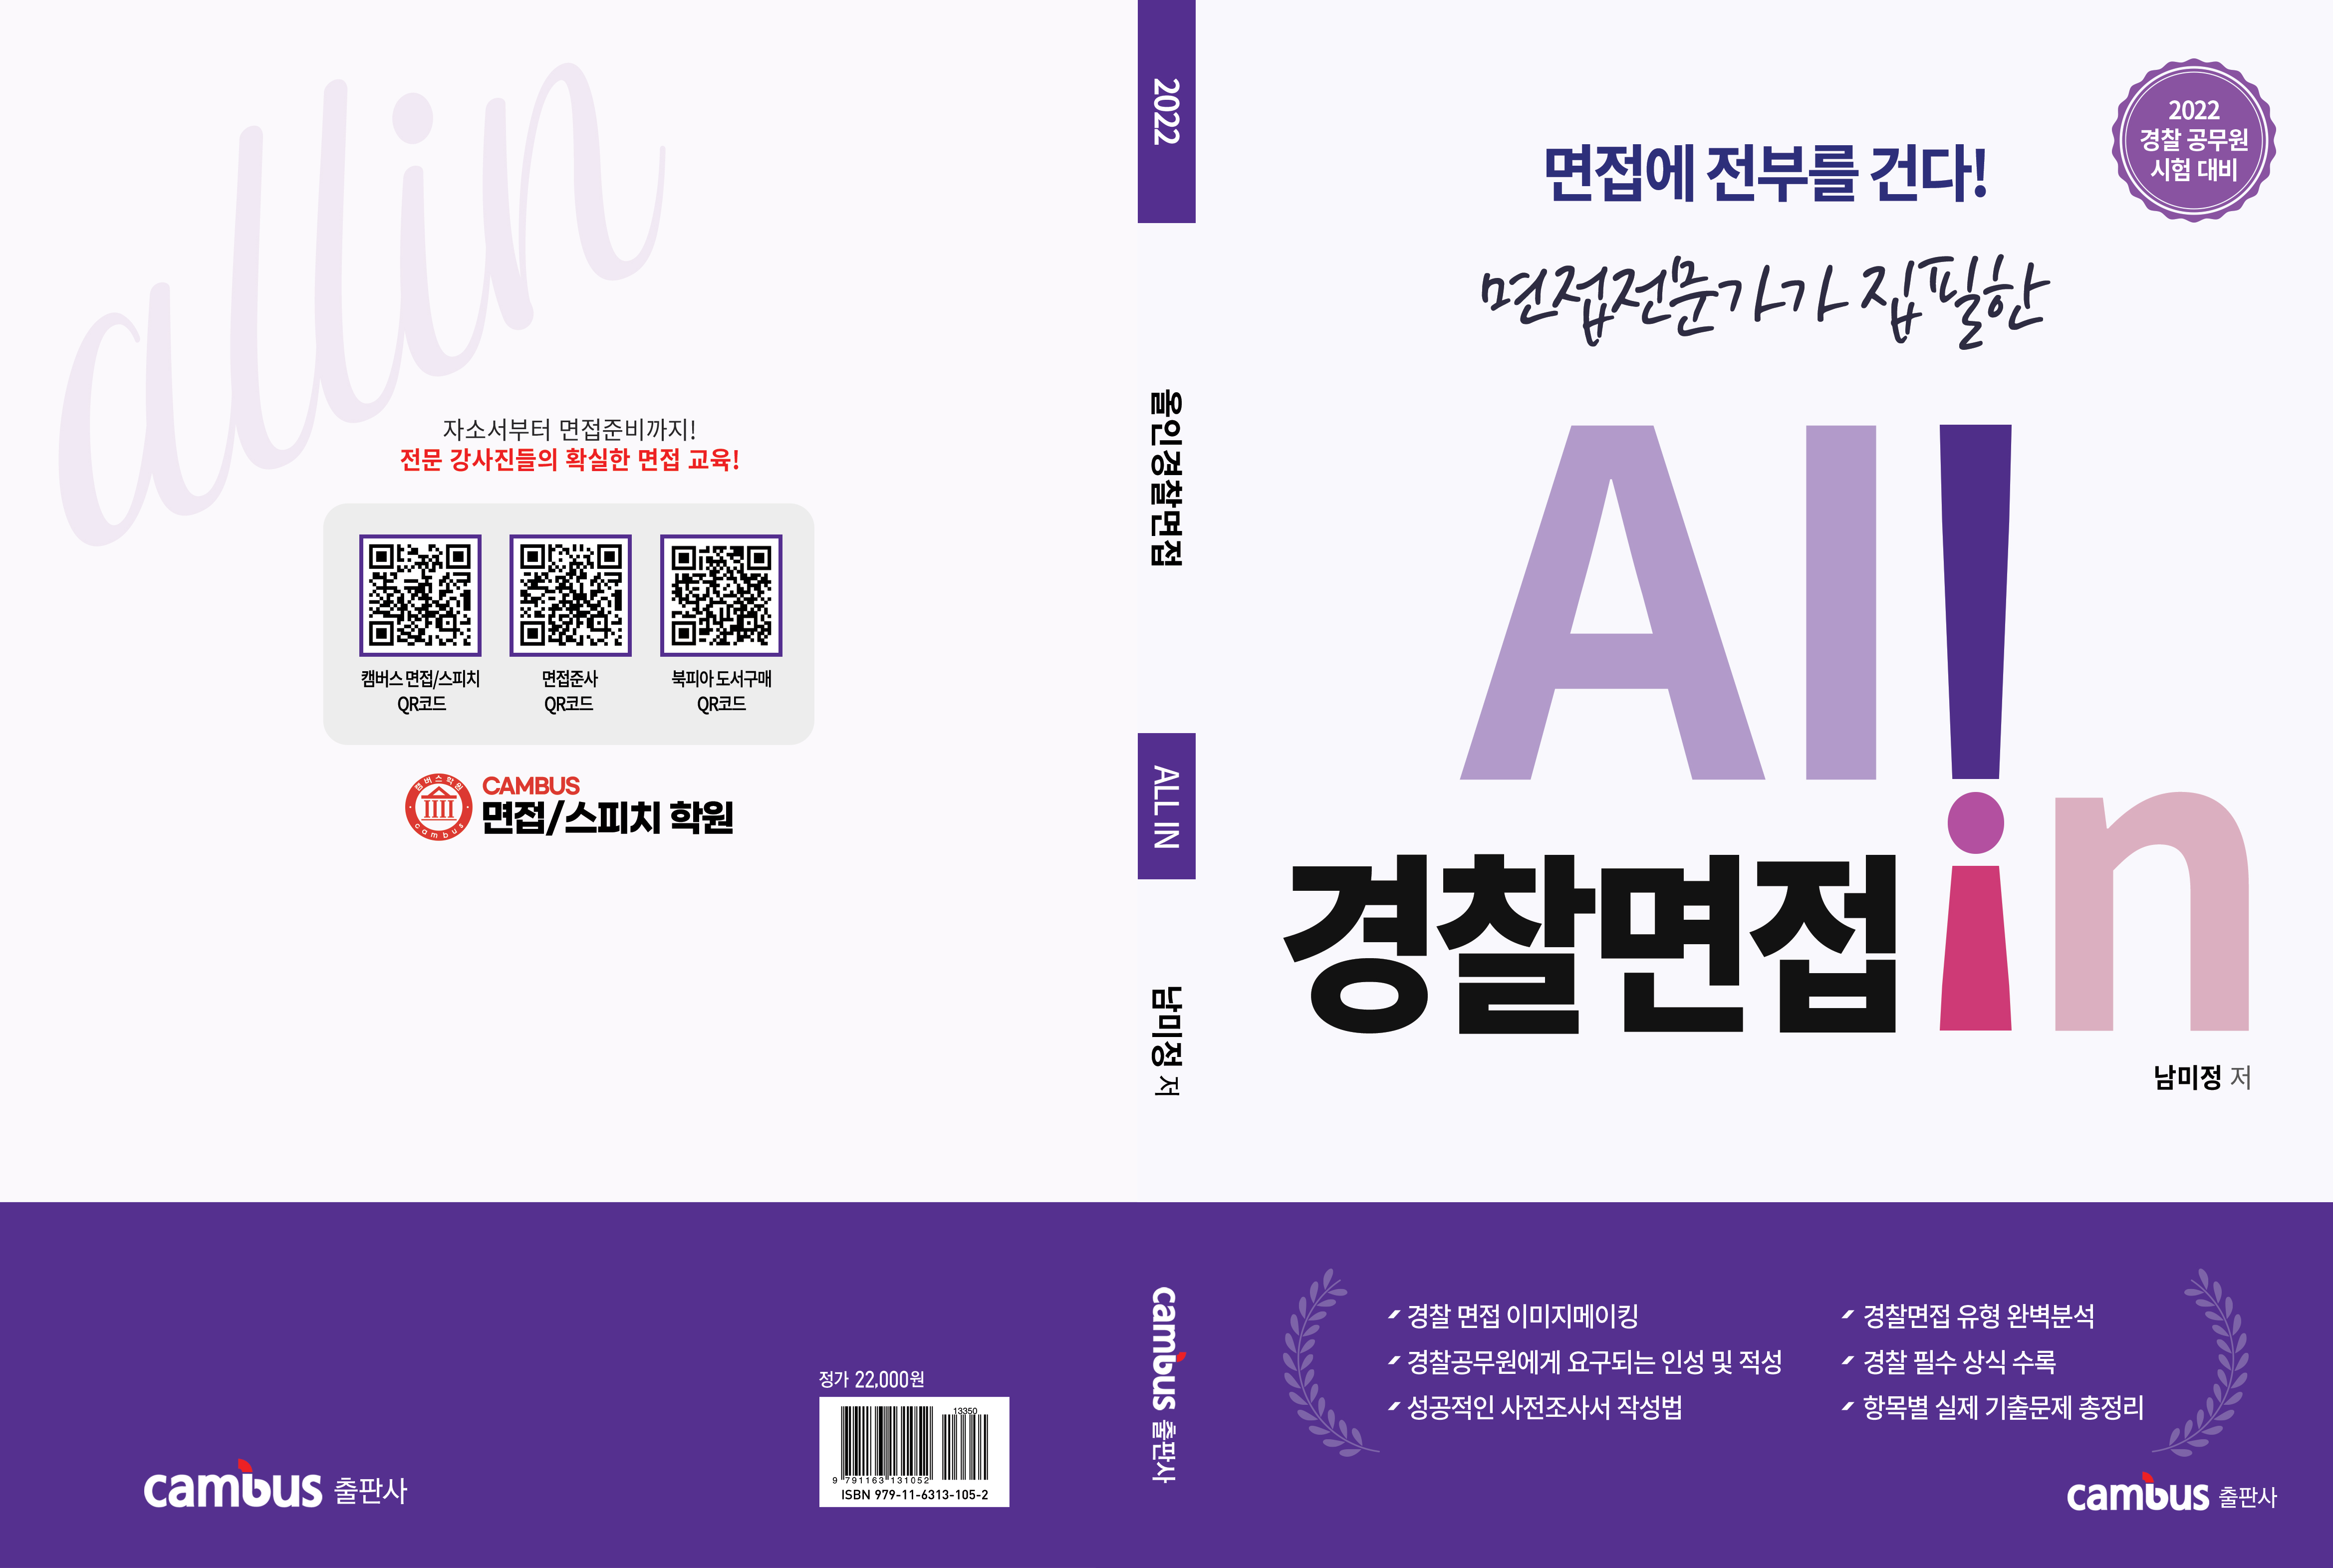 allin
자소서부터 면접준비까지!
전문 강사진들의 확실한 면접 교육!
캠버스 면접/스피치
QR코드
면접준사
QR코드
북피아 도서구매
QR코드
캠버스학원
cambus
CAMBUS
면접/스피치 학원
cambus 출판사
정가 22,000원
13350
9 791163 131052
ISBN 979-11-6313-105-2
2022
올인경찰면접
ALL IN
남미정 저
cambus 출판사
2022
경찰 공무원
시험 대비
면접에 전부를 건다!
면접전문가가 집필한
All
경찰면접 in
남미정 저
경찰 면접 이미지메이킹
경찰공무원에게 요구되는 인성 및 적성
성공적인 사전조사서 작성법
경찰면접 유형 완벽분석
경찰 필수 상식 수록
항목별 실제 기출문제 총정리
cambus 출판사